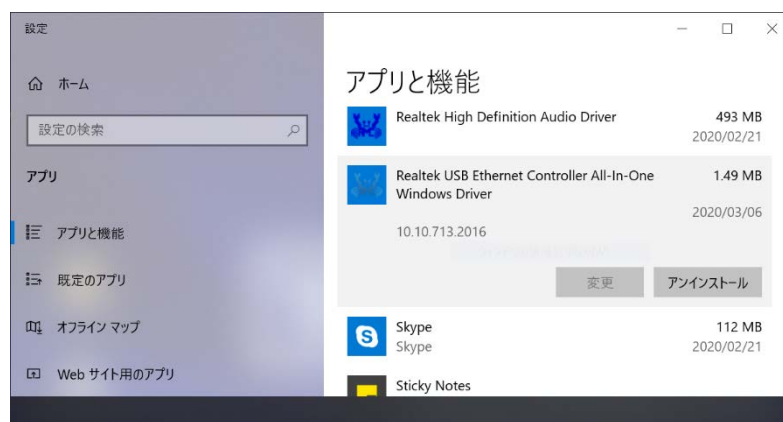 設定
ホーム
設定の検索
アプリ
アプリと機能
既定のアプリ
オフライン マップ
Web サイト用のアプリ
アプリと機能
Realtek High Definition Audio Driver
493 MB
2020/02/21
Realtek USB Ethernet Controller All-In-One
Windows Driver
1.49 MB
2020/03/06
10.10.713.2016
変更
アンインストール
Skype
Skype
112 MB
2020/02/21
Sticky Notes